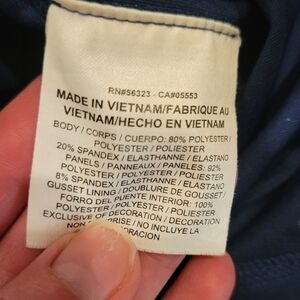 RN#56323 - CA#05553
MADE IN VIETNAM/FABRIQUE AU
VIETNAM/HECHO EN VIETNAM
BODY / CORPS / CUERPO: 80% POLYESTER /
POLYESTER / POLIESTER
20% SPANDEX / ELASTHANNE / ELASTANO
PANELS / PANNEAUX / PANELES: 92%
POLYESTER / POLYESTER / POLIESTER
8% SPANDEX / ELASTHANNE / ELASTANO
GUSSET LINING / DOUBLURE DE GOUSSET /
FORRO DEL PUENTE INTERIOR: 100%
POLYESTER / POLYESTER / POLIESTER
EXCLUSIVE OF DECORATION / DECORATION
NON / NO INCLUYE LA